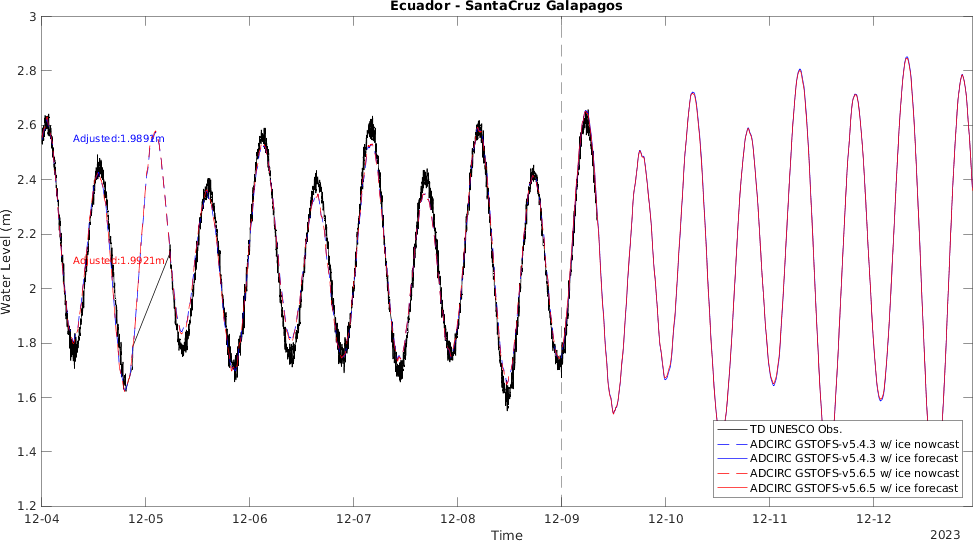 Ecuador - SantaCruz Galapagos
3
2.8
2.6
2.4
2.2
2
1.8
1.6
1.4
1.2
Water Level (m)
Adjusted:1.9891m
Adjusted:1.9921m
TD UNESCO Obs.
ADCIRC GSTOFS-v5.4.3 w/ ice nowcast
ADCIRC GSTOFS-v5.4.3 w/ ice forecast
ADCIRC GSTOFS-v5.6.5 w/ ice nowcast
ADCIRC GSTOFS-v5.6.5 w/ ice forecast
12-04
12-05
12-06
12-07
12-08
12-09
12-10
12-11
12-12
Time
2023